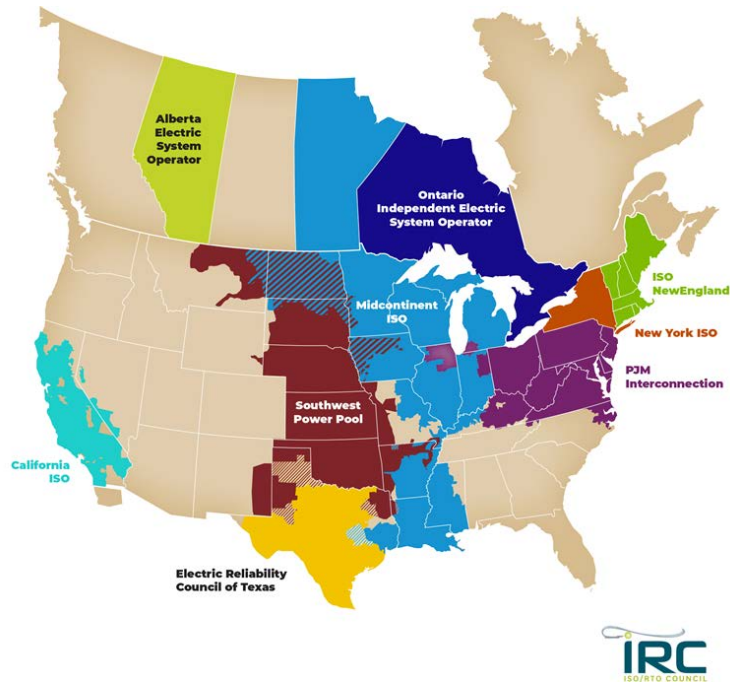 Alberta
Electric
System
Operator
Ontario
Independent Electric
System Operator
ISO
NewEngland
Midcontinent
ISO
New York ISO
PJM
Interconnection
Southwest
Power Pool
California
ISO
Electric Reliability
Council of Texas
IRC
ISO/RTO COUNCIL